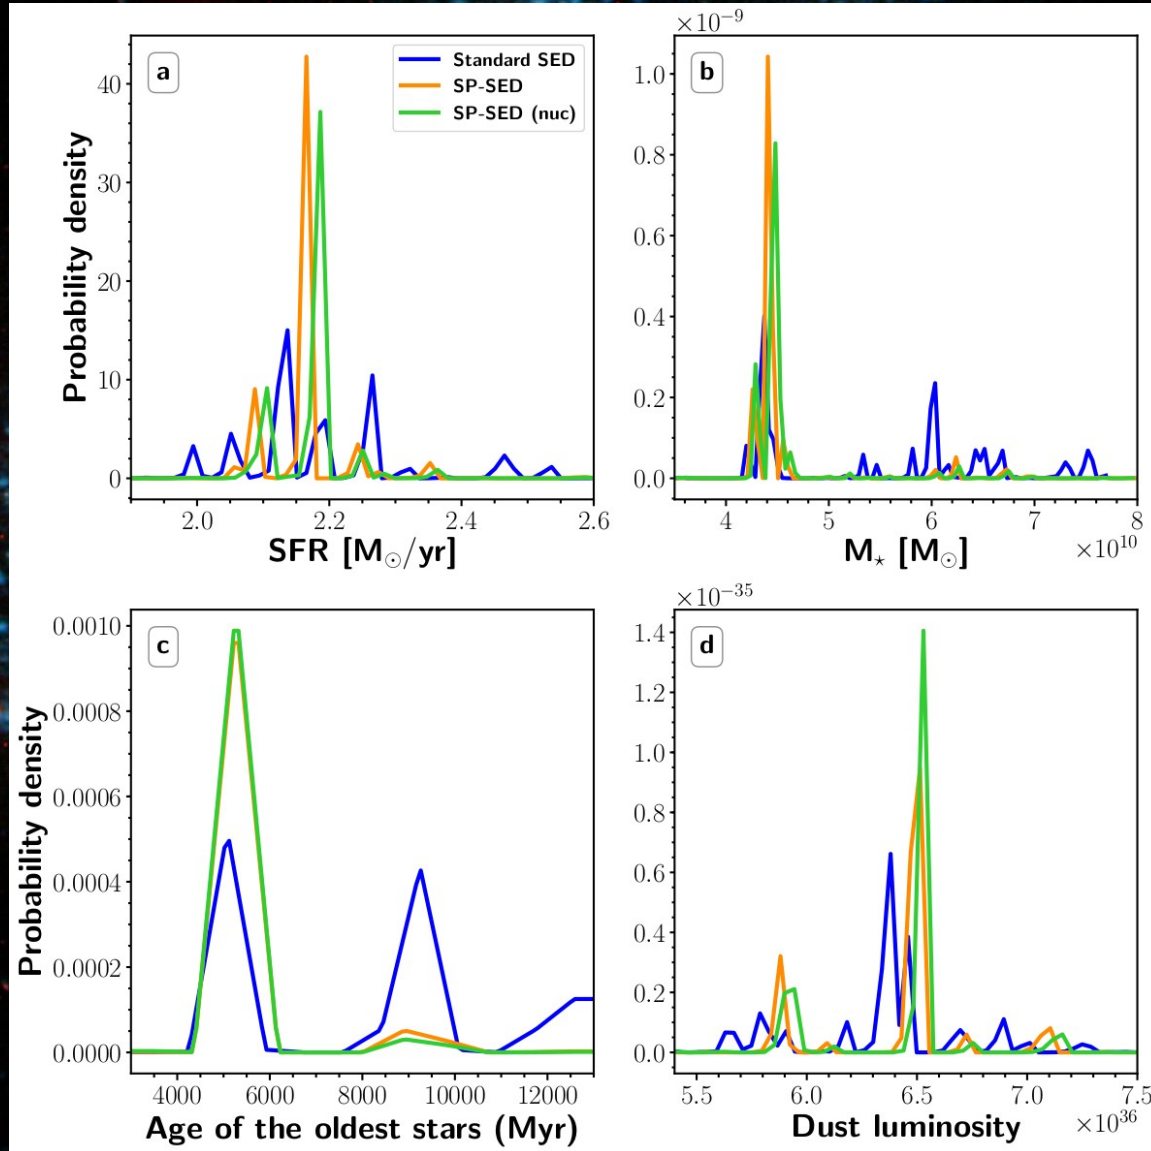 a
Standard SED
SP-SED
SP-SED (nuc)
Probability density
40
30
20
10
0
2.0 2.2 2.4 2.6
SFR [M⊙/yr]
×10⁻⁹
b
1.0
0.8
0.6
0.4
0.2
0.0
4 5 6 7 8
×10¹⁰
M⋆ [M⊙]
c
Probability density
0.0010
0.0008
0.0006
0.0004
0.0002
0.0000
4000 6000 8000 10000 12000
Age of the oldest stars (Myr)
×10⁻³⁵
d
1.4
1.2
1.0
0.8
0.6
0.4
0.2
0.0
5.5 6.0 6.5 7.0 7.5
×10³⁶
Dust luminosity